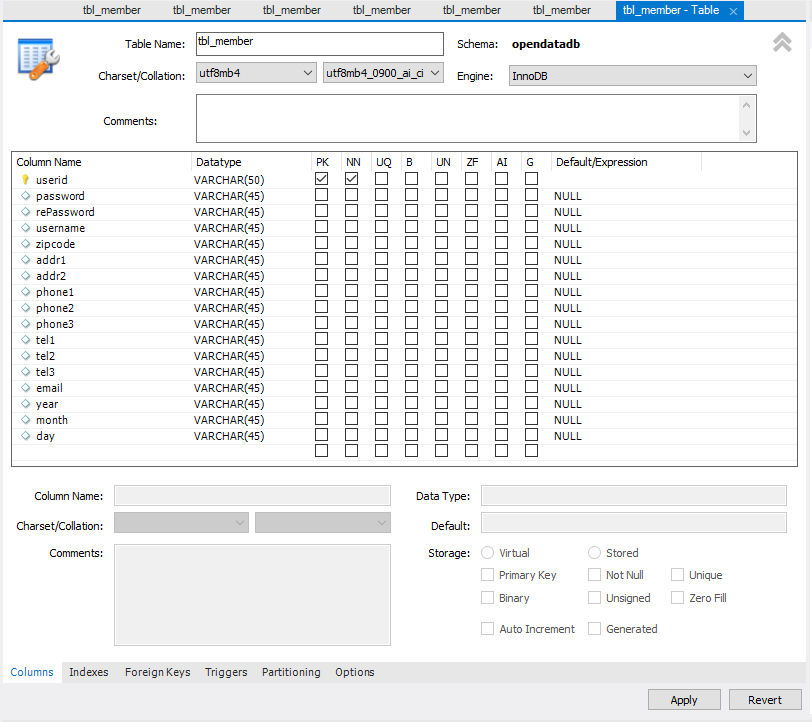 tbl_member tbl_member tbl_member tbl_member tbl_member tbl_member tbl_member - Table
Table Name: tbl_member Schema: opendatadb
Charset/Collation: utf8mb4 utf8mb4_0900_ai_ci Engine: InnoDB
Comments:
Column Name Datatype PK NN UQ B UN ZF AI G Default/Expression
userid VARCHAR(50)
password VARCHAR(45) NULL
rePassword VARCHAR(45) NULL
username VARCHAR(45) NULL
zipcode VARCHAR(45) NULL
addr1 VARCHAR(45) NULL
addr2 VARCHAR(45) NULL
phone1 VARCHAR(45) NULL
phone2 VARCHAR(45) NULL
phone3 VARCHAR(45) NULL
tel1 VARCHAR(45) NULL
tel2 VARCHAR(45) NULL
tel3 VARCHAR(45) NULL
email VARCHAR(45) NULL
year VARCHAR(45) NULL
month VARCHAR(45) NULL
day VARCHAR(45) NULL
Column Name: Data Type:
Charset/Collation: Default:
Comments: Storage: Virtual Stored
Primary Key Not Null Unique
Binary Unsigned Zero Fill
Auto Increment Generated
Columns Indexes Foreign Keys Triggers Partitioning Options
Apply Revert